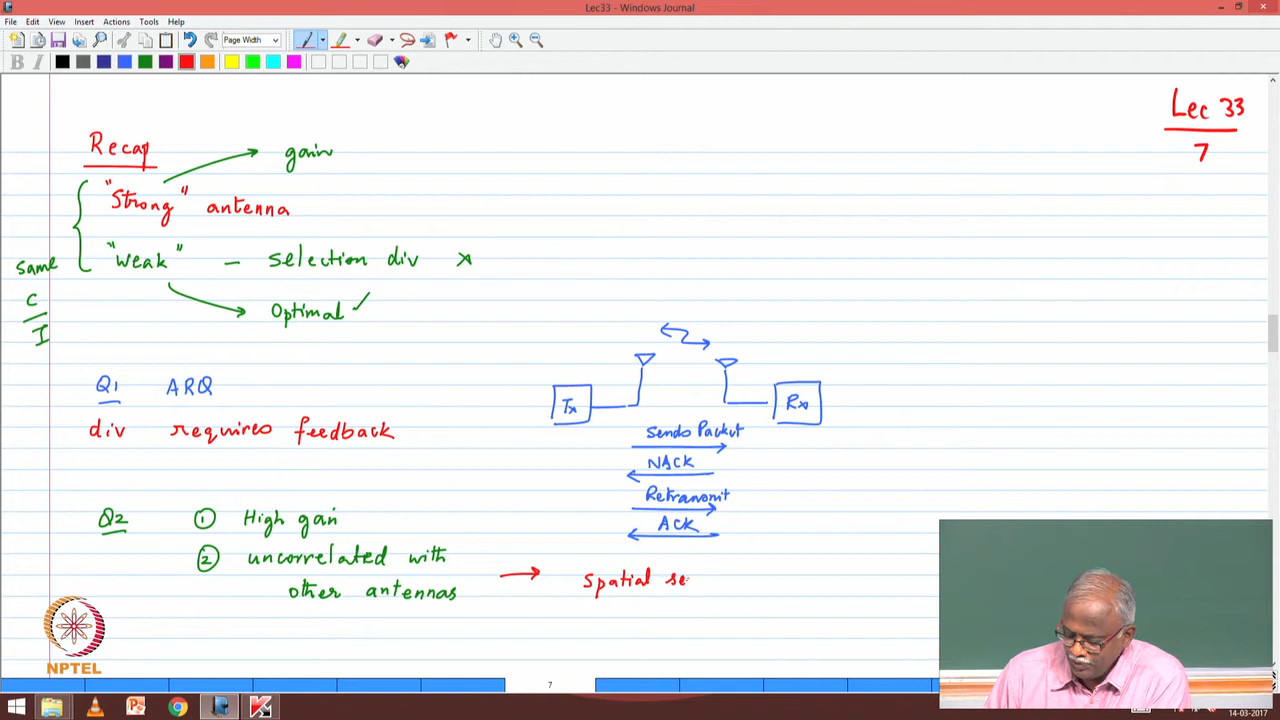 Lec33 - Windows Journal
File Edit View Insert Actions Tools Help
Page Width
Lec 33
7
Recap
gain
"Strong" antenna
"weak" - selection div x
same
C
I
Optimal ✓
Q1 ARQ
div requires feedback
Tx
Rx
Sends Packet
NACK
Retransmit
ACK
Q2 ① High gain
② uncorrelated with
other antennas → spatial se
NPTEL
7
14-03-2017